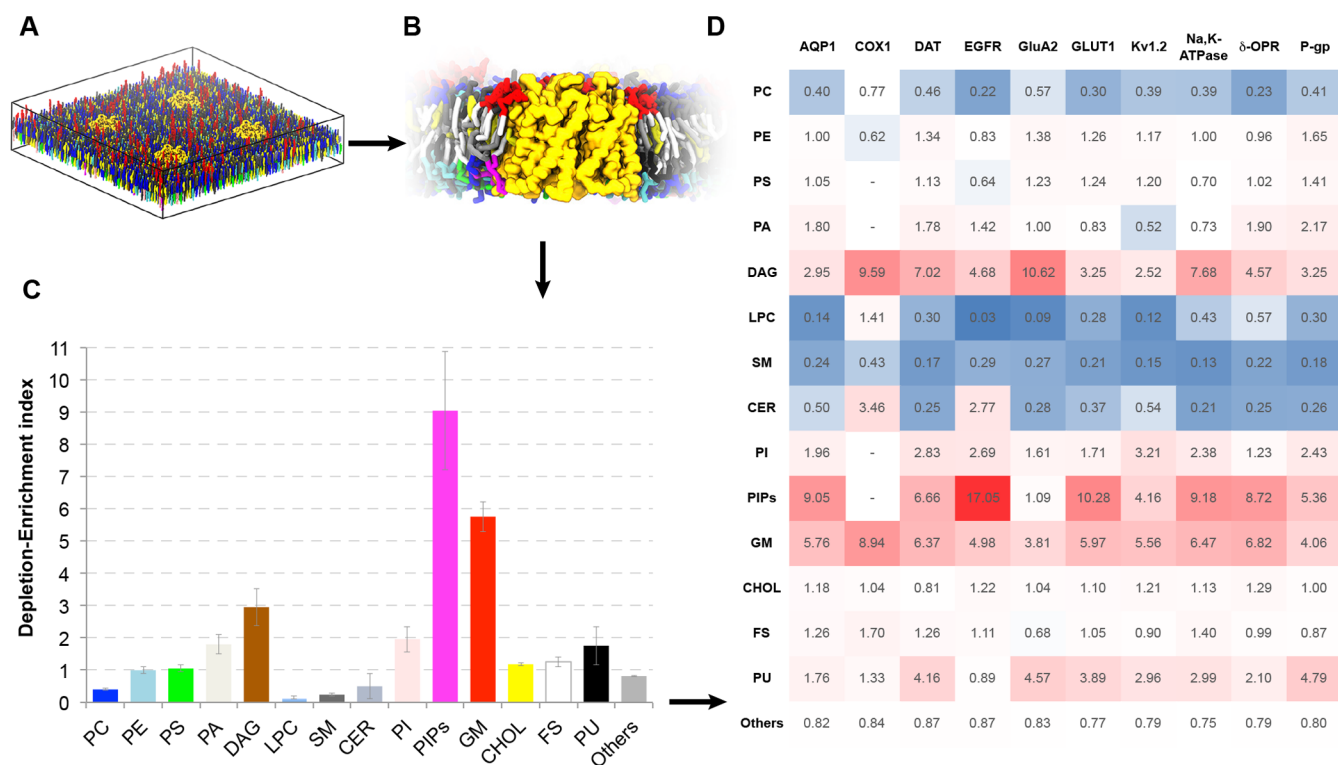 A
B
C
Depletion-Enrichment index
11
10
9
8
7
6
5
4
3
2
1
0
PC PE PS PA DAG LPC SM CER PI PIPs GM CHOL FS PU Others
D
AQP1 COX1 DAT EGFR GluA2 GLUT1 Kv1.2 Na,K-ATPase δ-OPR P-gp
PC 0.40 0.77 0.46 0.22 0.57 0.30 0.39 0.39 0.23 0.41
PE 1.00 0.62 1.34 0.83 1.38 1.26 1.17 1.00 0.96 1.65
PS 1.05 - 1.13 0.64 1.23 1.24 1.20 0.70 1.02 1.41
PA 1.80 - 1.78 1.42 1.00 0.83 0.52 0.73 1.90 2.17
DAG 2.95 9.59 7.02 4.68 10.62 3.25 2.52 7.68 4.57 3.25
LPC 0.14 1.41 0.30 0.03 0.09 0.28 0.12 0.43 0.57 0.30
SM 0.24 0.43 0.17 0.29 0.27 0.21 0.15 0.13 0.22 0.18
CER 0.50 3.46 0.25 2.77 0.28 0.37 0.54 0.21 0.25 0.26
PI 1.96 - 2.83 2.69 1.61 1.71 3.21 2.38 1.23 2.43
PIPs 9.05 - 6.66 17.05 1.09 10.28 4.16 9.18 8.72 5.36
GM 5.76 8.94 6.37 4.98 3.81 5.97 5.56 6.47 6.82 4.06
CHOL 1.18 1.04 0.81 1.22 1.04 1.10 1.21 1.13 1.29 1.00
FS 1.26 1.70 1.26 1.11 0.68 1.05 0.90 1.40 0.99 0.87
PU 1.76 1.33 4.16 0.89 4.57 3.89 2.96 2.99 2.10 4.79
Others 0.82 0.84 0.87 0.87 0.83 0.77 0.79 0.75 0.79 0.80